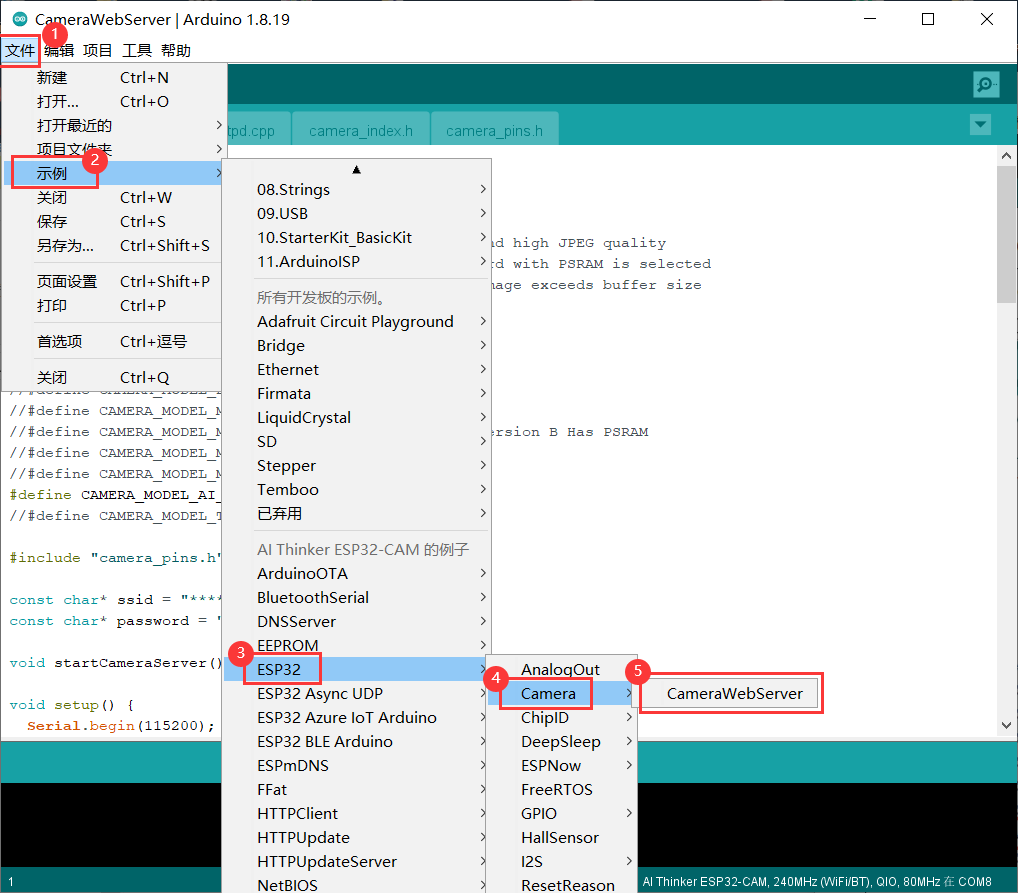 CameraWebServer | Arduino 1.8.19
1
文件 编辑 项目 工具 帮助
新建 Ctrl+N
打开... Ctrl+O
打开最近的
项目文件夹
2
示例
关闭 Ctrl+W
保存 Ctrl+S
另存为... Ctrl+Shift+S
页面设置 Ctrl+Shift+P
打印 Ctrl+P
首选项 Ctrl+逗号
关闭 Ctrl+Q
tpd.cpp camera_index.h camera_pins.h
08.Strings
09.USB
10.StarterKit_BasicKit
11.ArduinoISP
所有开发板的示例。
Adafruit Circuit Playground
Bridge
Ethernet
Firmata
LiquidCrystal
SD
Stepper
Temboo
已弃用
AI Thinker ESP32-CAM 的例子
ArduinoOTA
BluetoothSerial
DNSServer
EEPROM
3
ESP32
ESP32 Async UDP
ESP32 Azure IoT Arduino
ESP32 BLE Arduino
ESPmDNS
FFat
HTTPClient
HTTPUpdate
HTTPUpdateServer
NetBIOS
AnalogOut
4
Camera
ChipID
DeepSleep
ESPNow
FreeRTOS
GPIO
HallSensor
I2S
ResetReason
5
CameraWebServer
nd high JPEG quality
rd with PSRAM is selected
mage exceeds buffer size
ersion B Has PSRAM
//#define CAMERA_MODEL_M
//#define CAMERA_MODEL_M
//#define CAMERA_MODEL_M
//#define CAMERA_MODEL_M
#define CAMERA_MODEL_AI_
//#define CAMERA_MODEL_T
#include "camera_pins.h"
const char* ssid = "****
const char* password = "
void startCameraServer()
void setup() {
Serial.begin(115200);
1
AI Thinker ESP32-CAM, 240MHz (WiFi/BT), QIO, 80MHz 在 COM8